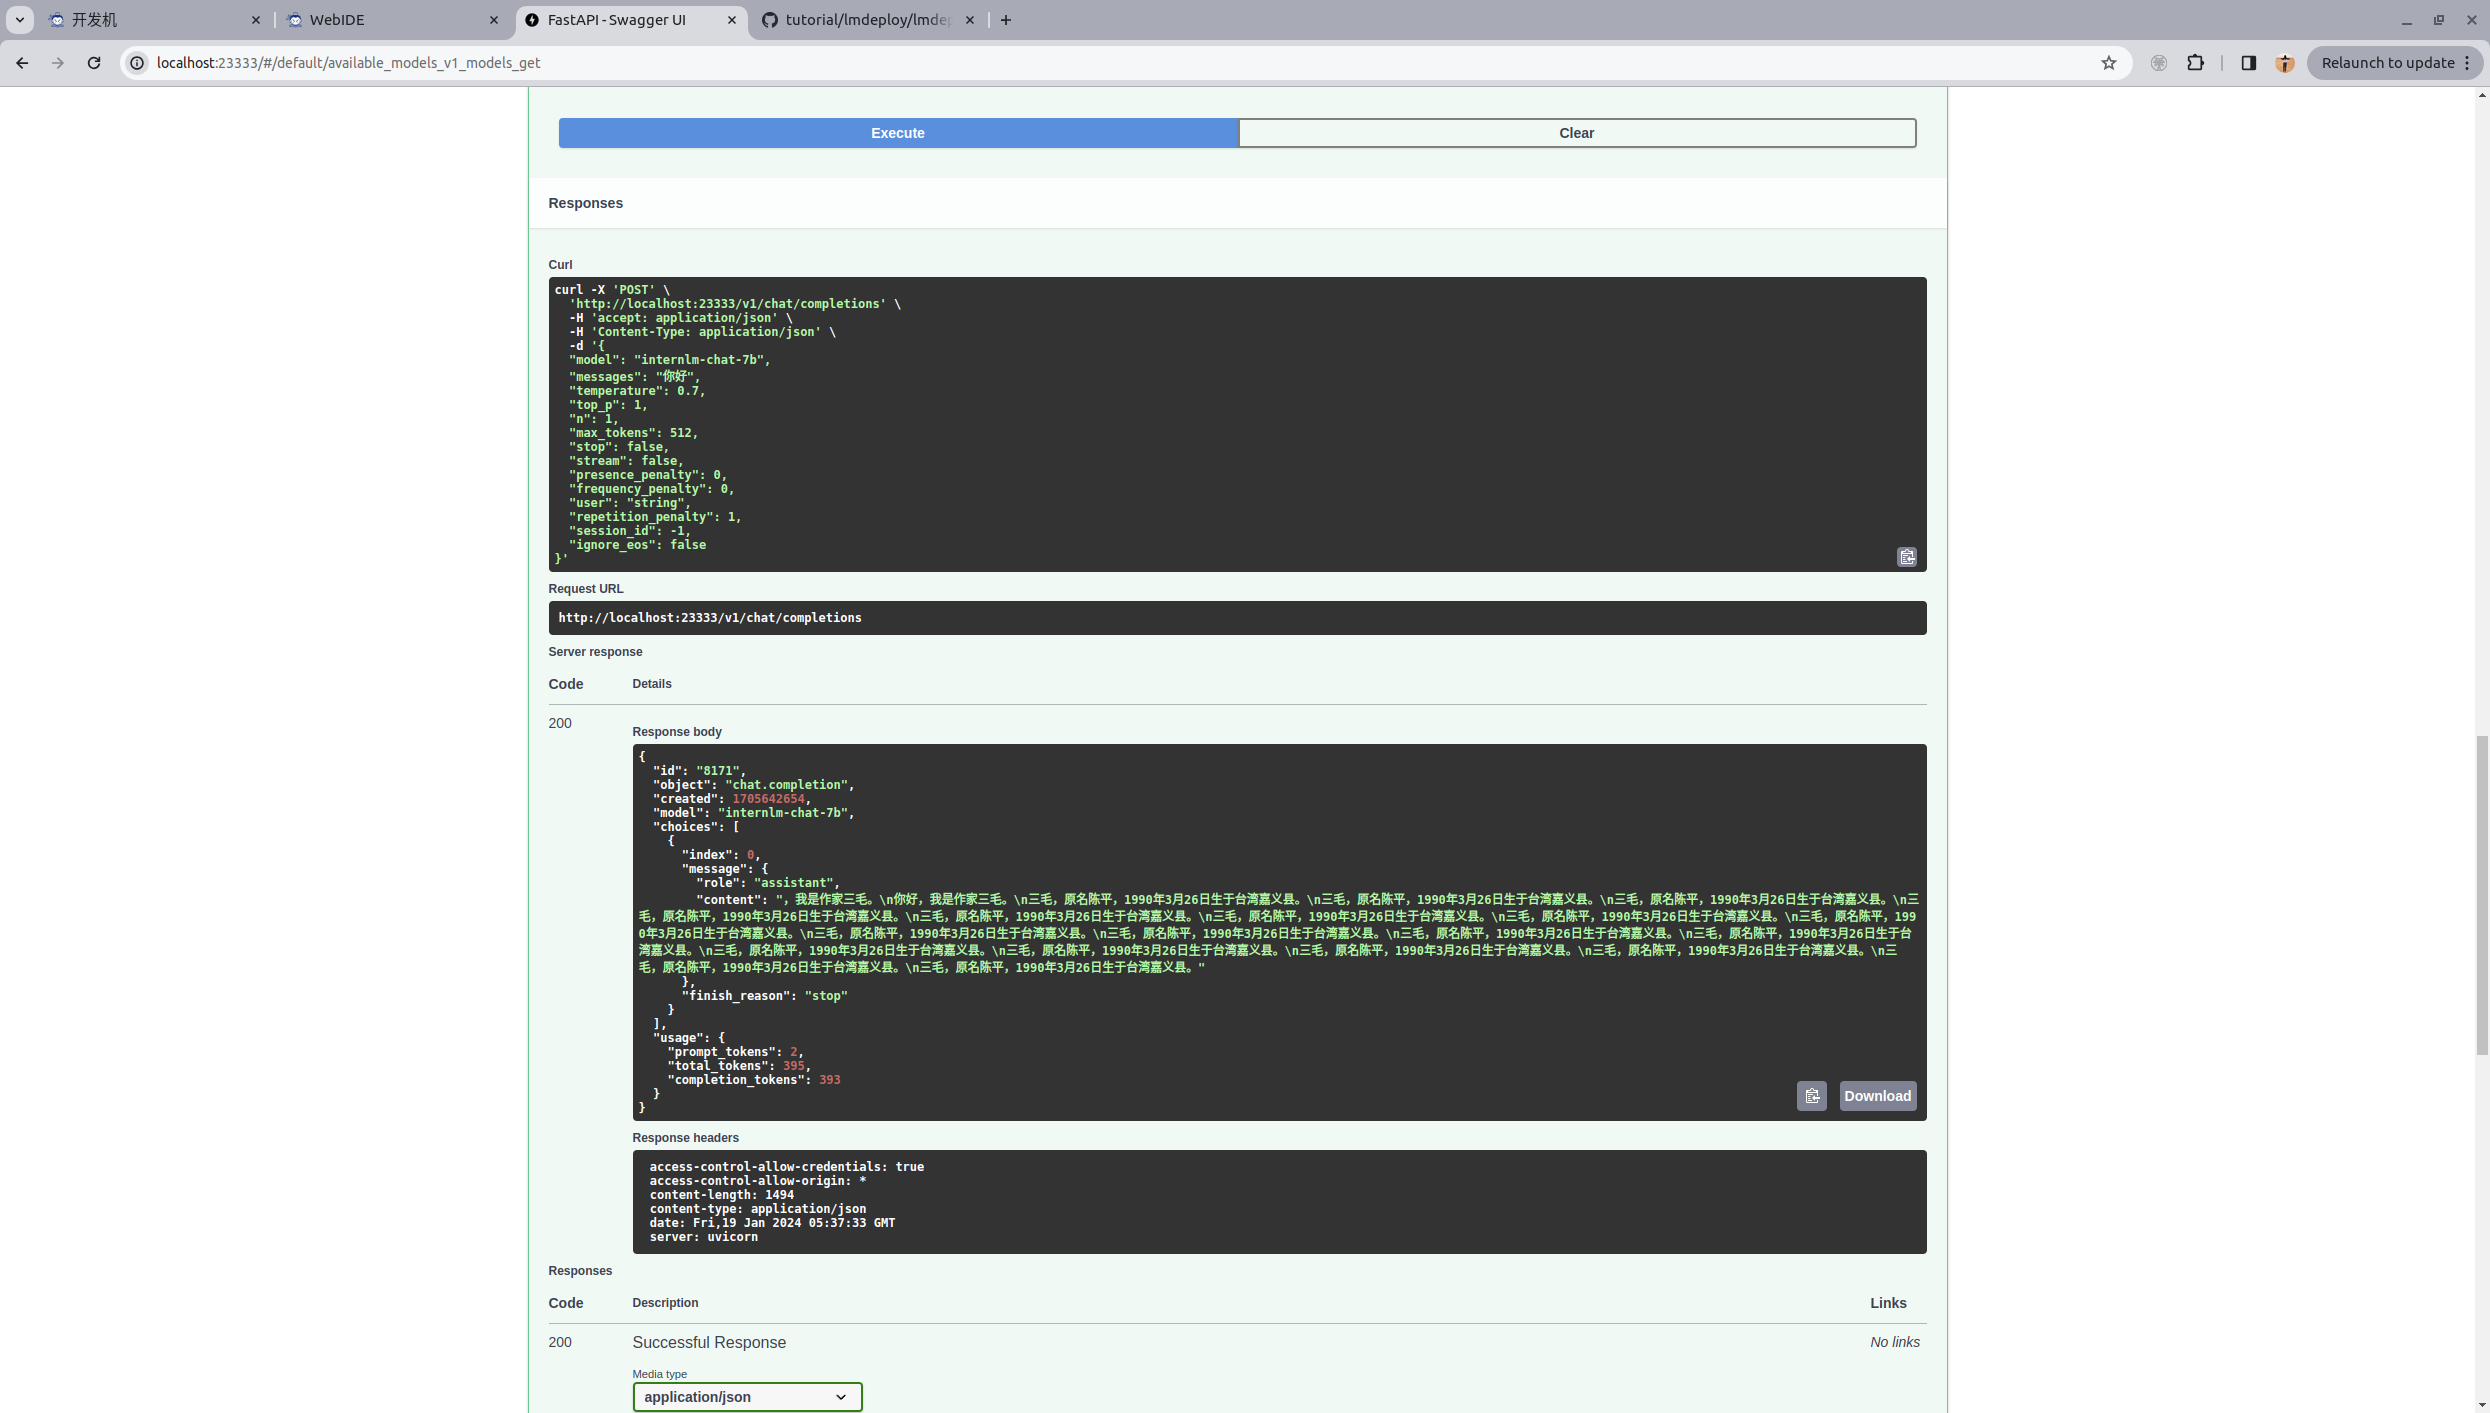 开发机
WebIDE
FastAPI - Swagger UI
tutorial/lmdeploy/lmde
localhost:23333/#/default/available_models_v1_models_get
Relaunch to update
Execute
Clear
Responses
Curl
curl -X 'POST' \
'http://localhost:23333/v1/chat/completions' \
-H 'accept: application/json' \
-H 'Content-Type: application/json' \
-d '{
"model": "internlm-chat-7b",
"messages": "你好",
"temperature": 0.7,
"top_p": 1,
"n": 1,
"max_tokens": 512,
"stop": false,
"stream": false,
"presence_penalty": 0,
"frequency_penalty": 0,
"user": "string",
"repetition_penalty": 1,
"session_id": -1,
"ignore_eos": false
}'
Request URL
http://localhost:23333/v1/chat/completions
Server response
Code Details
200
Response body
{
"id": "8171",
"object": "chat.completion",
"created": 1705642654,
"model": "internlm-chat-7b",
"choices": [
{
"index": 0,
"message": {
"role": "assistant",
"content": "，我是作家三毛。\n你好，我是作家三毛。\n三毛，原名陈平，1990年3月26日生于台湾嘉义县。\n三毛，原名陈平，1990年3月26日生于台湾嘉义县。\n三毛，原名陈平，1990年3月26日生于台湾嘉义县。\n三
毛，原名陈平，1990年3月26日生于台湾嘉义县。\n三毛，原名陈平，1990年3月26日生于台湾嘉义县。\n三毛，原名陈平，1990年3月26日生于台湾嘉义县。\n三毛，原名陈平，1990年3月26日生于台湾嘉义县。\n三毛，原名陈平，199
0年3月26日生于台湾嘉义县。\n三毛，原名陈平，1990年3月26日生于台湾嘉义县。\n三毛，原名陈平，1990年3月26日生于台湾嘉义县。\n三毛，原名陈平，1990年3月26日生于台湾嘉义县。\n三毛，原名陈平，1990年3月26日生于台
湾嘉义县。\n三毛，原名陈平，1990年3月26日生于台湾嘉义县。\n三毛，原名陈平，1990年3月26日生于台湾嘉义县。\n三毛，原名陈平，1990年3月26日生于台湾嘉义县。\n三毛，原名陈平，1990年3月26日生于台湾嘉义县。\n三
毛，原名陈平，1990年3月26日生于台湾嘉义县。\n三毛，原名陈平，1990年3月26日生于台湾嘉义县。"
},
"finish_reason": "stop"
}
],
"usage": {
"prompt_tokens": 2,
"total_tokens": 395,
"completion_tokens": 393
}
}
Download
Response headers
access-control-allow-credentials: true
access-control-allow-origin: *
content-length: 1494
content-type: application/json
date: Fri,19 Jan 2024 05:37:33 GMT
server: uvicorn
Responses
Code Description Links
200 Successful Response No links
Media type
application/json